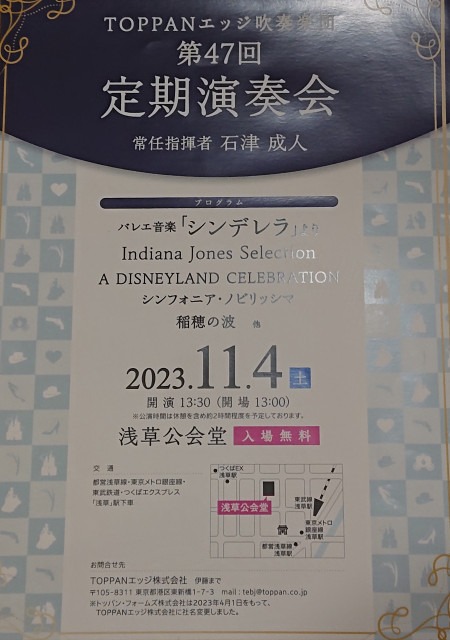 TOPPANエッジ吹奏楽団
第47回
定期演奏会
常任指揮者 石津 成人
プログラム
バレエ音楽「シンデレラ」より
Indiana Jones Selection
A DISNEYLAND CELEBRATION
シンフォニア・ノビリッシマ
稲穂の波 他
2023.11.4 土
開演 13:30 (開場 13:00)
※公演時間は休憩を含め約2時間程度を予定しております。
浅草公会堂 入場無料
交通
都営浅草線・東京メトロ銀座線・
東武鉄道・つくばエクスプレス
「浅草」駅下車
つくばEX
浅草駅
浅草公会堂
東武線
浅草駅
東京メトロ
銀座線
浅草駅
都営浅草線
浅草駅
お問合せ先
TOPPANエッジ株式会社 伊藤まで
〒105-8311 東京都港区東新橋1-7-3 mail : tebj@toppan.co.jp
※トッパン・フォームズ株式会社は2023年4月1日をもって、
TOPPANエッジ株式会社に社名変更しました。